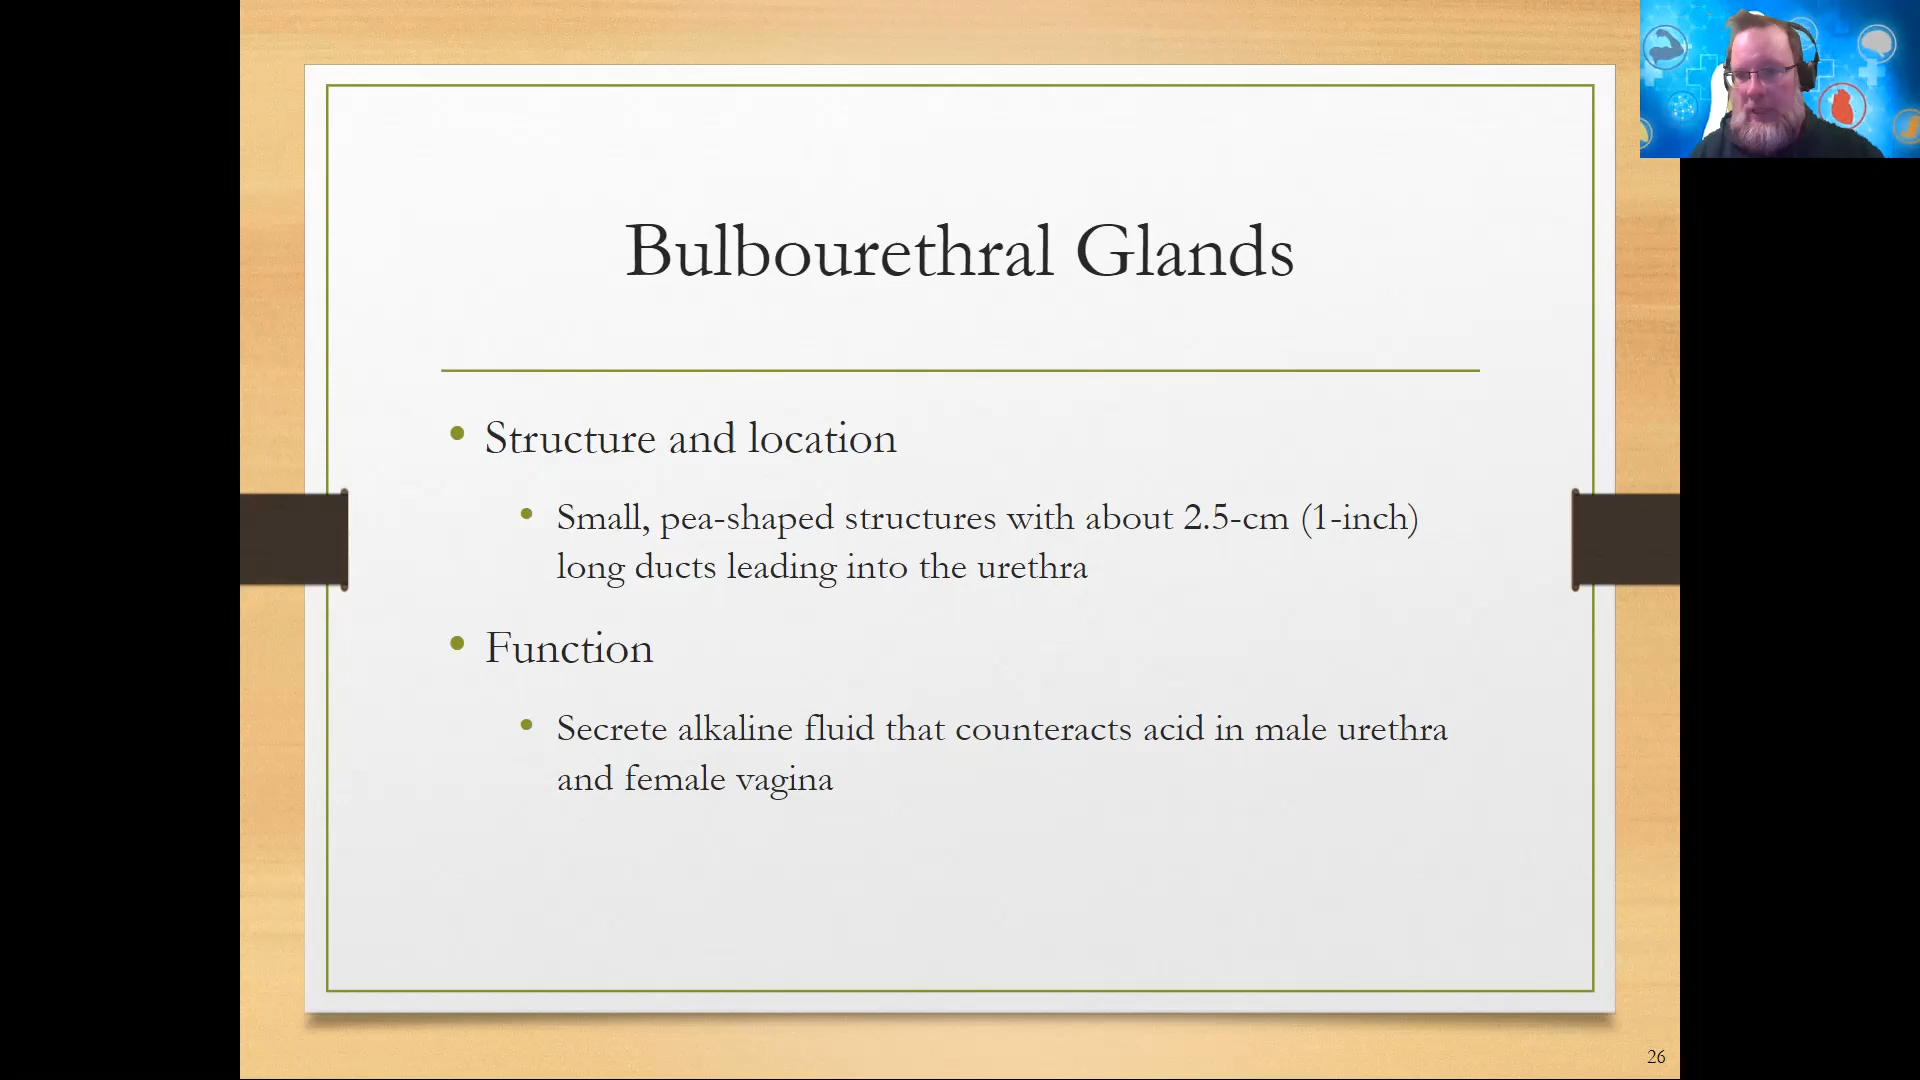 Bulbourethral Glands
• Structure and location
• Small, pea-shaped structures with about 2.5-cm (1-inch)
long ducts leading into the urethra
• Function
• Secrete alkaline fluid that counteracts acid in male urethra
and female vagina
26